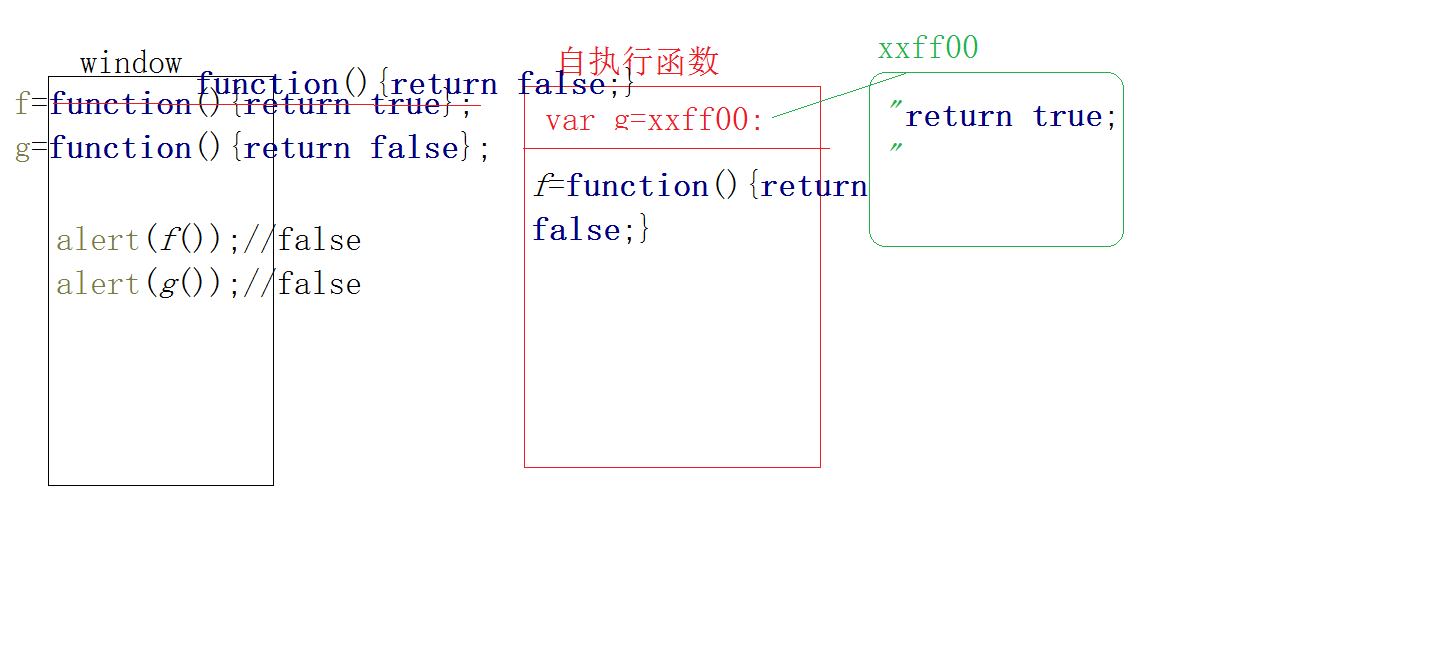 window
function(){return false;}
f=function(){return true};
g=function(){return false};
alert(f());//false
alert(g());//false
自执行函数
var g=xxff00:
f=function(){return
false;}
xxff00
"return true;
"